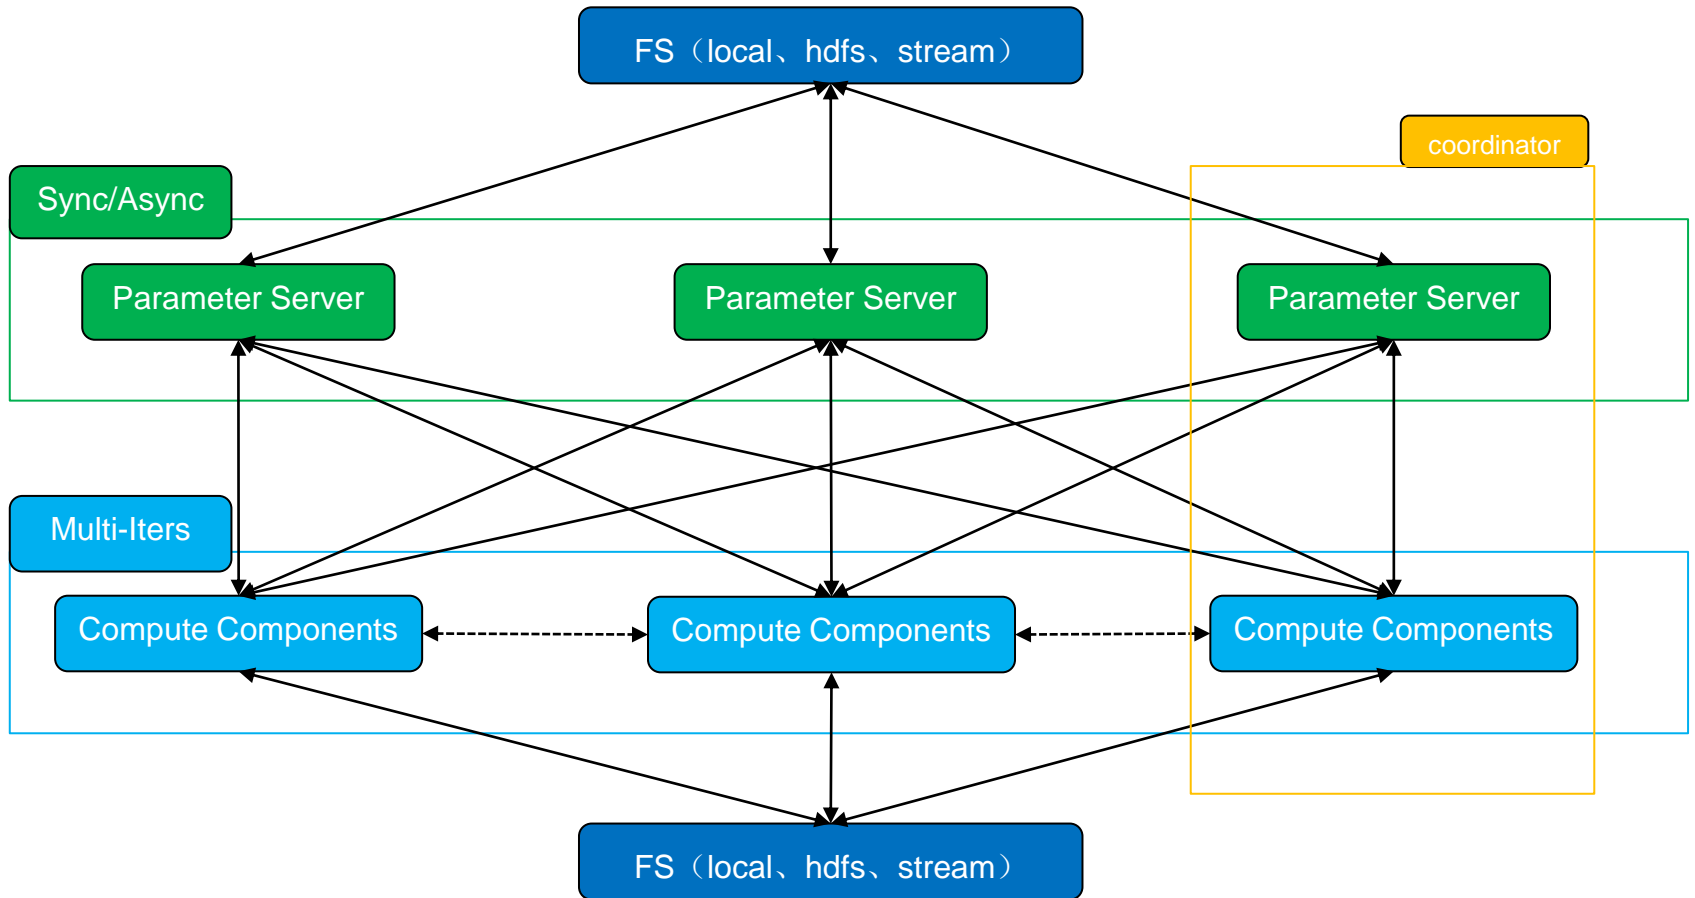 FS（local、hdfs、stream）
coordinator
Sync/Async
Parameter Server
Parameter Server
Parameter Server
Multi-Iters
Compute Components
Compute Components
Compute Components
FS（local、hdfs、stream）